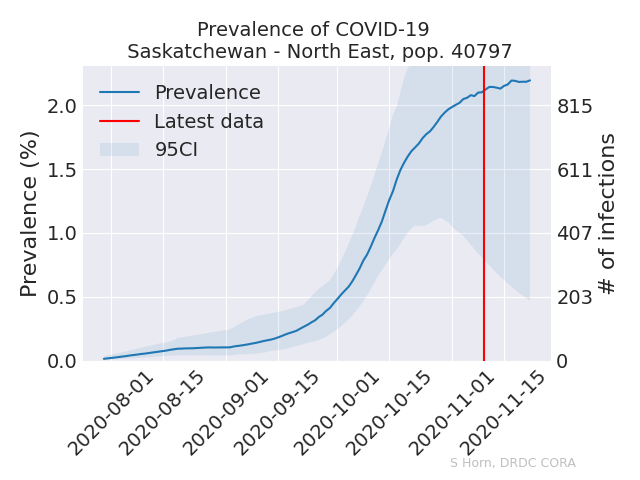 Prevalence of COVID-19
Saskatchewan - North East, pop. 40797
Prevalence
Latest data
95CI
Prevalence (%)
2.0
1.5
1.0
0.5
0.0
# of infections
815
611
407
203
0
2020-08-01
2020-08-15
2020-09-01
2020-09-15
2020-10-01
2020-10-15
2020-11-01
2020-11-15
S Horn, DRDC CORA